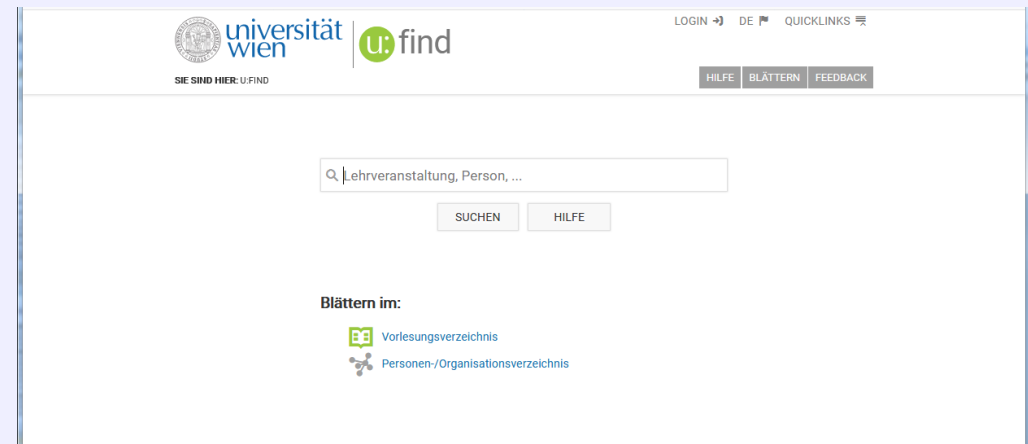 universität
wien
u: find
LOGIN DE QUICKLINKS
SIE SIND HIER: U:FIND
HILFE BLÄTTERN FEEDBACK
Lehrveranstaltung, Person, ...
SUCHEN HILFE
Blättern im:
Vorlesungsverzeichnis
Personen-/Organisationsverzeichnis